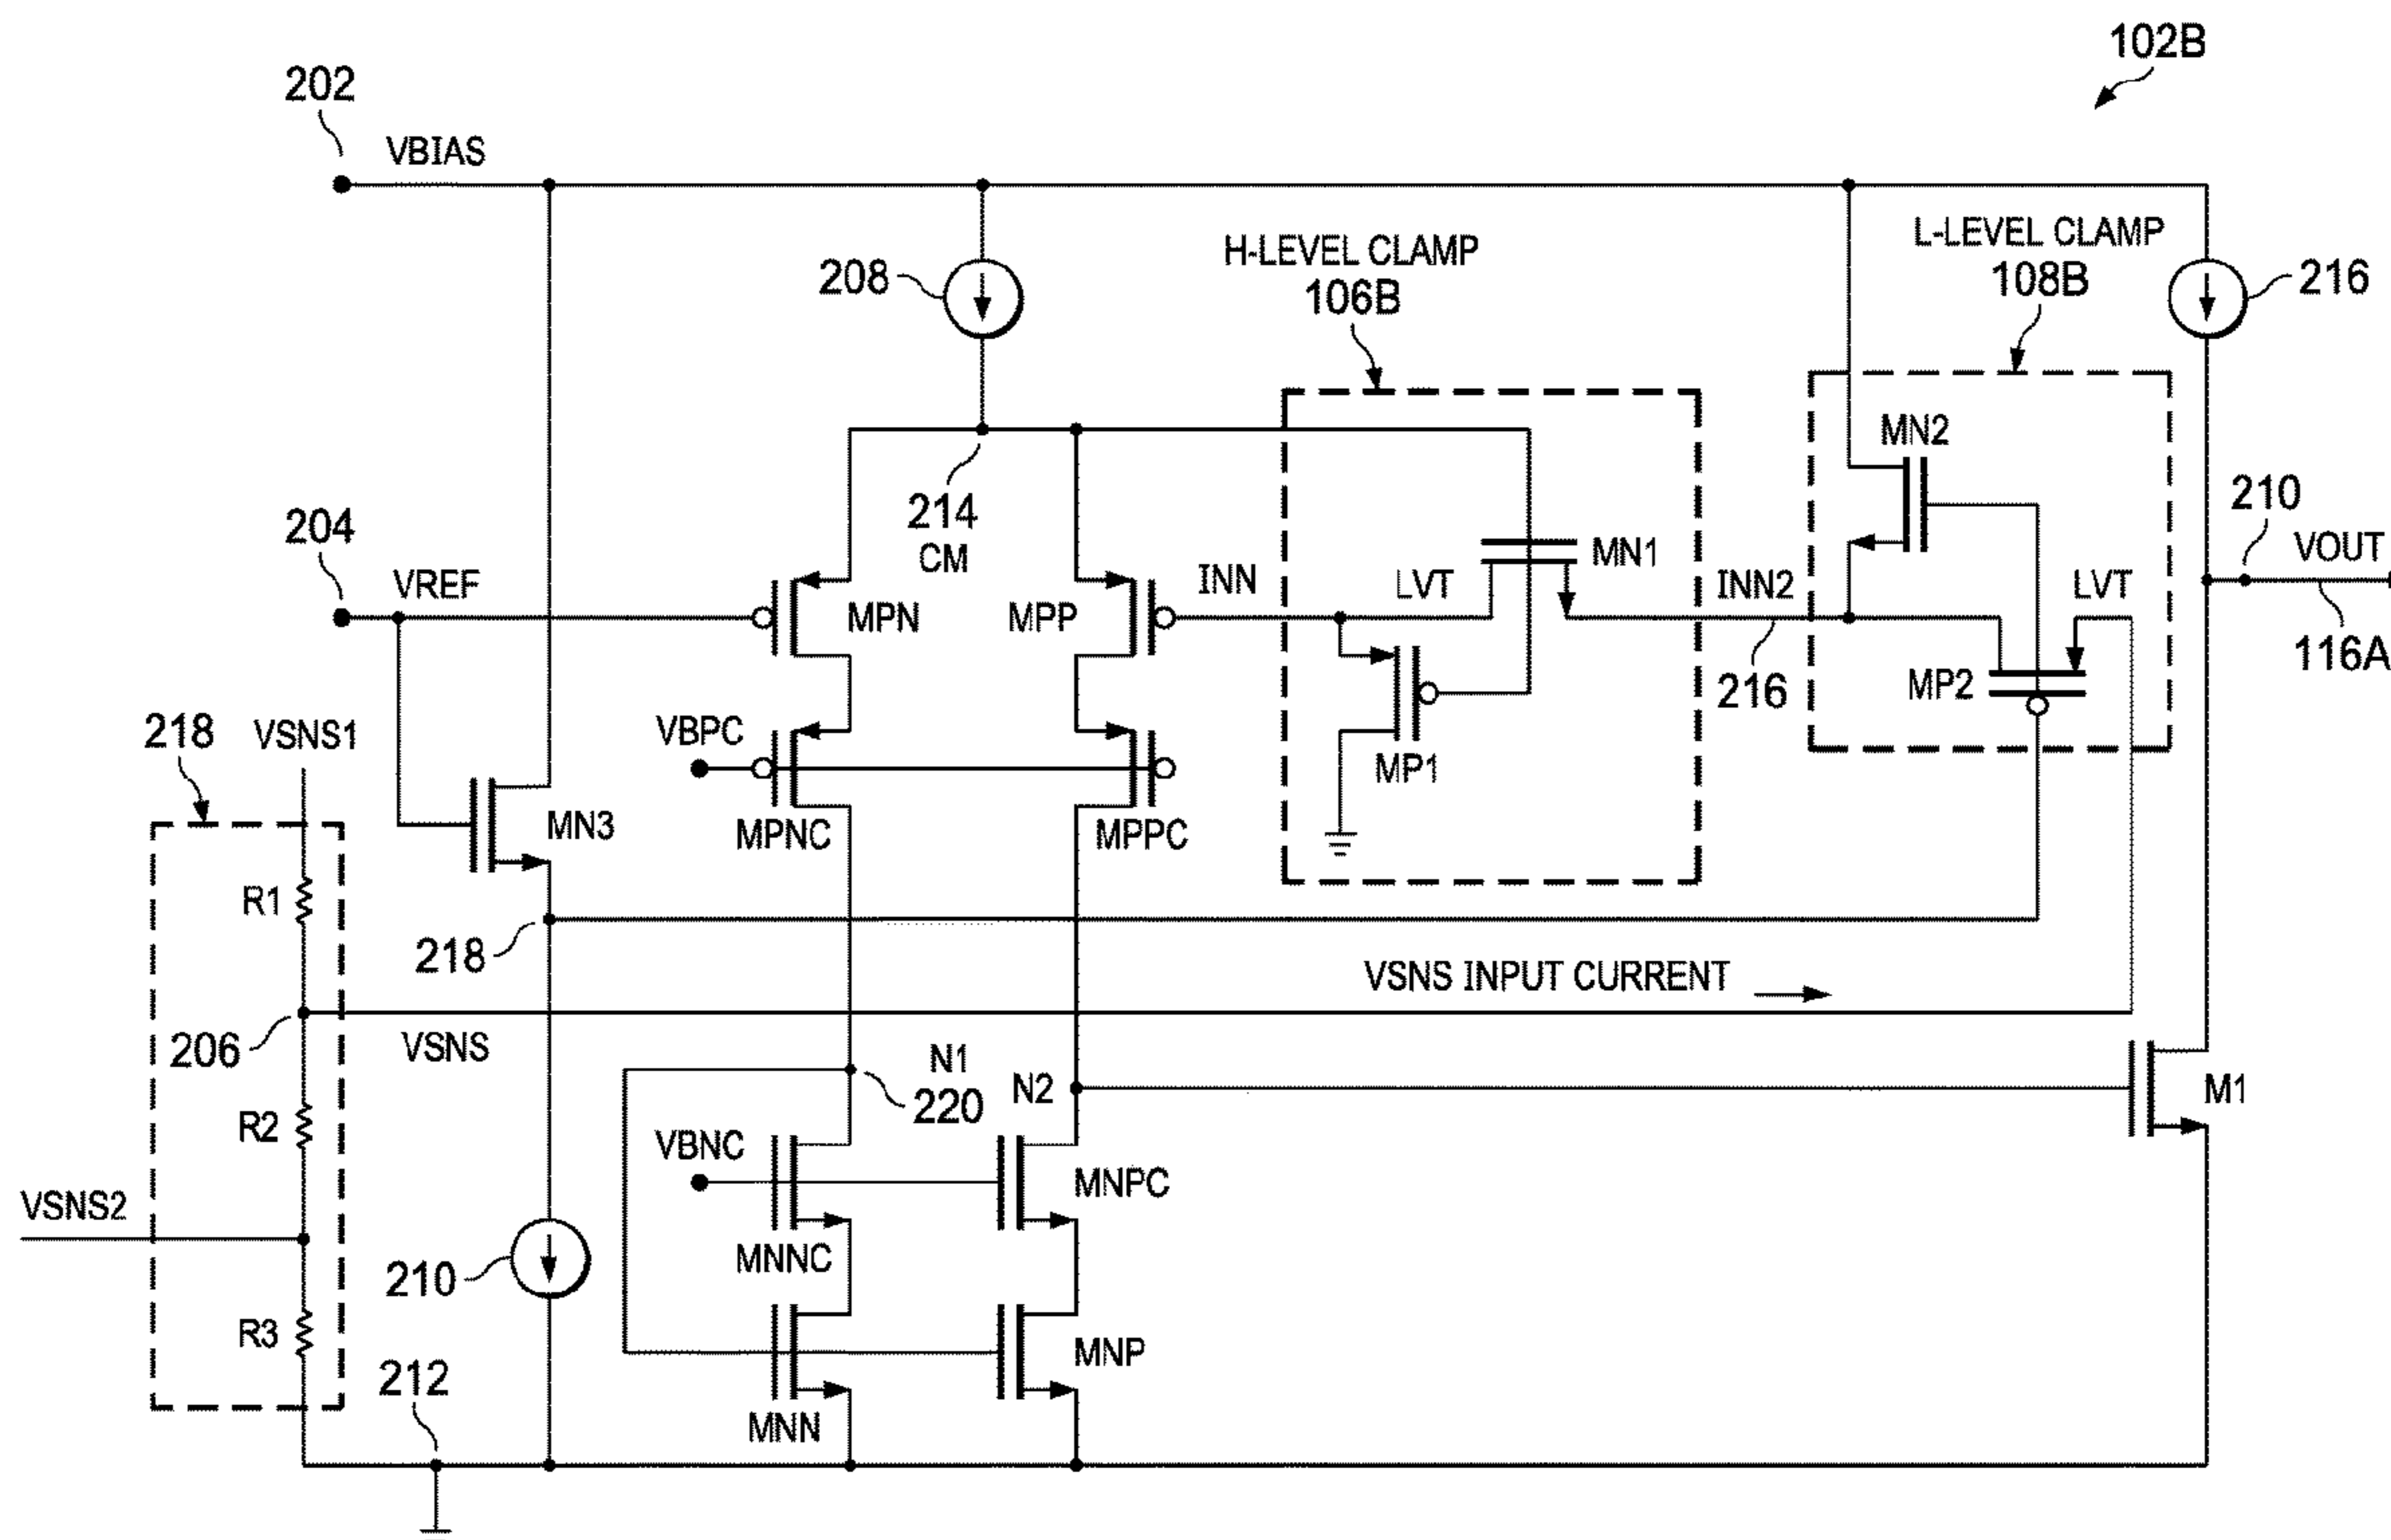 102B
202
VBIAS
H-LEVEL CLAMP
106B
L-LEVEL CLAMP
108B
208
216
MN2
214
CM
204
VREF
MPN
MPP
INN
LVT
MN1
INN2
216
LVT
MP2
210
VOUT
116A
218
VSNS1
VBPC
MP1
MN3
MPNC
MPPC
R1
218
VSNS INPUT CURRENT
206
VSNS
N1
220
N2
M1
R2
VBNC
MNPC
VSNS2
MNNC
210
R3
MNP
212
MNN